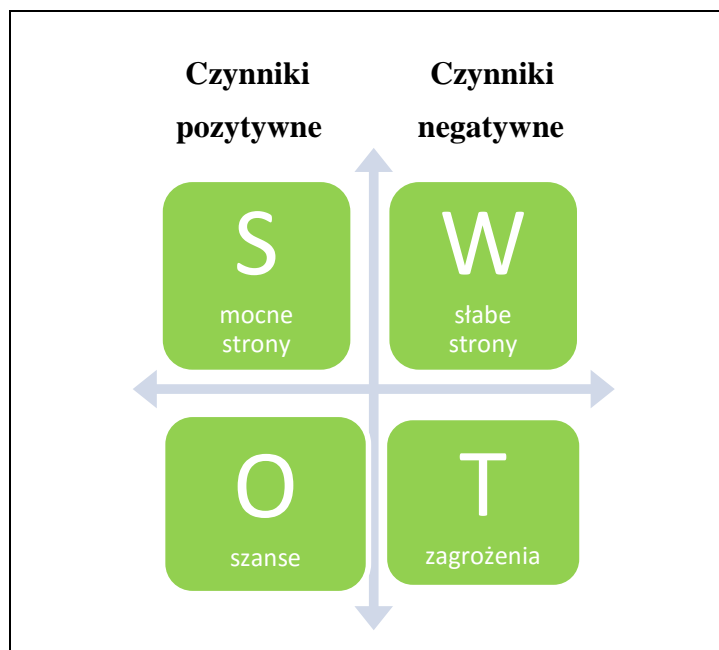 Czynniki
pozytywne
Czynniki
negatywne
S
mocne
strony
W
słabe
strony
O
szanse
T
zagrożenia